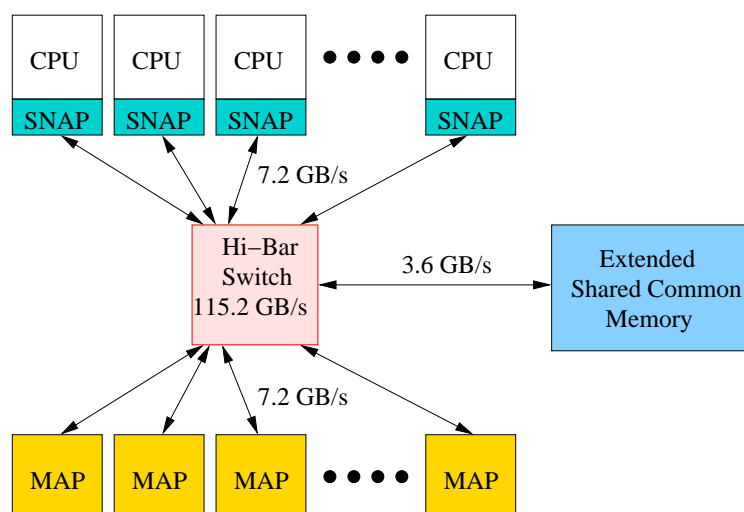 CPU
CPU
CPU
CPU
SNAP
SNAP
SNAP
SNAP
7.2 GB/s
Hi−Bar
Switch
115.2 GB/s
3.6 GB/s
Extended
Shared Common
Memory
7.2 GB/s
MAP
MAP
MAP
MAP